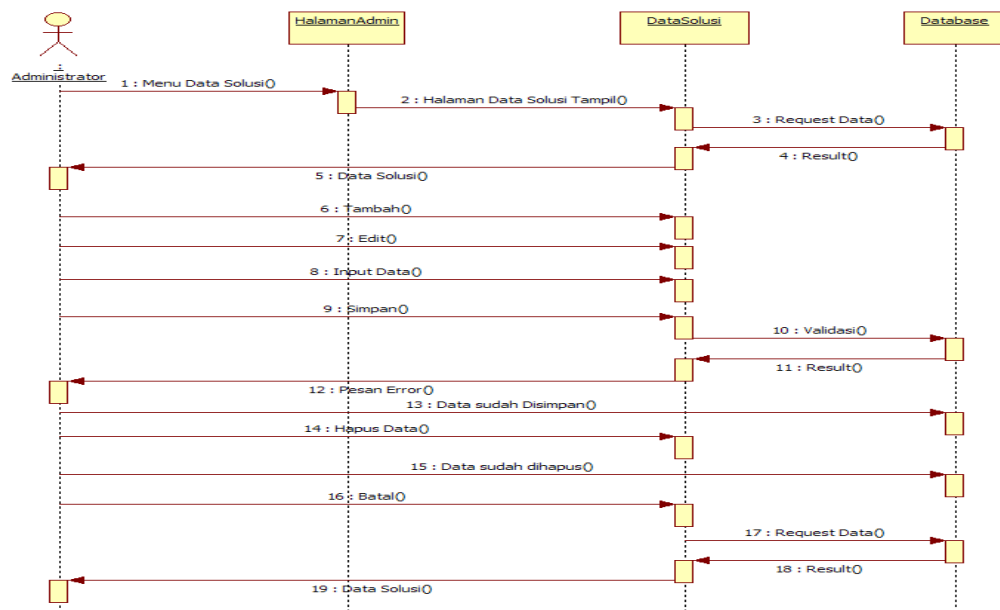 HalamanAdmin
DataSolusi
Database
:
Administrator
1 : Menu Data Solusi()
2 : Halaman Data Solusi Tampil()
3 : Request Data()
4 : Result()
5 : Data Solusi()
6 : Tambah()
7 : Edit()
8 : Input Data()
9 : Simpan()
10 : Validasi()
11 : Result()
12 : Pesan Error()
13 : Data sudah Disimpan()
14 : Hapus Data()
15 : Data sudah dihapus()
16 : Batal()
17 : Request Data()
18 : Result()
19 : Data Solusi()